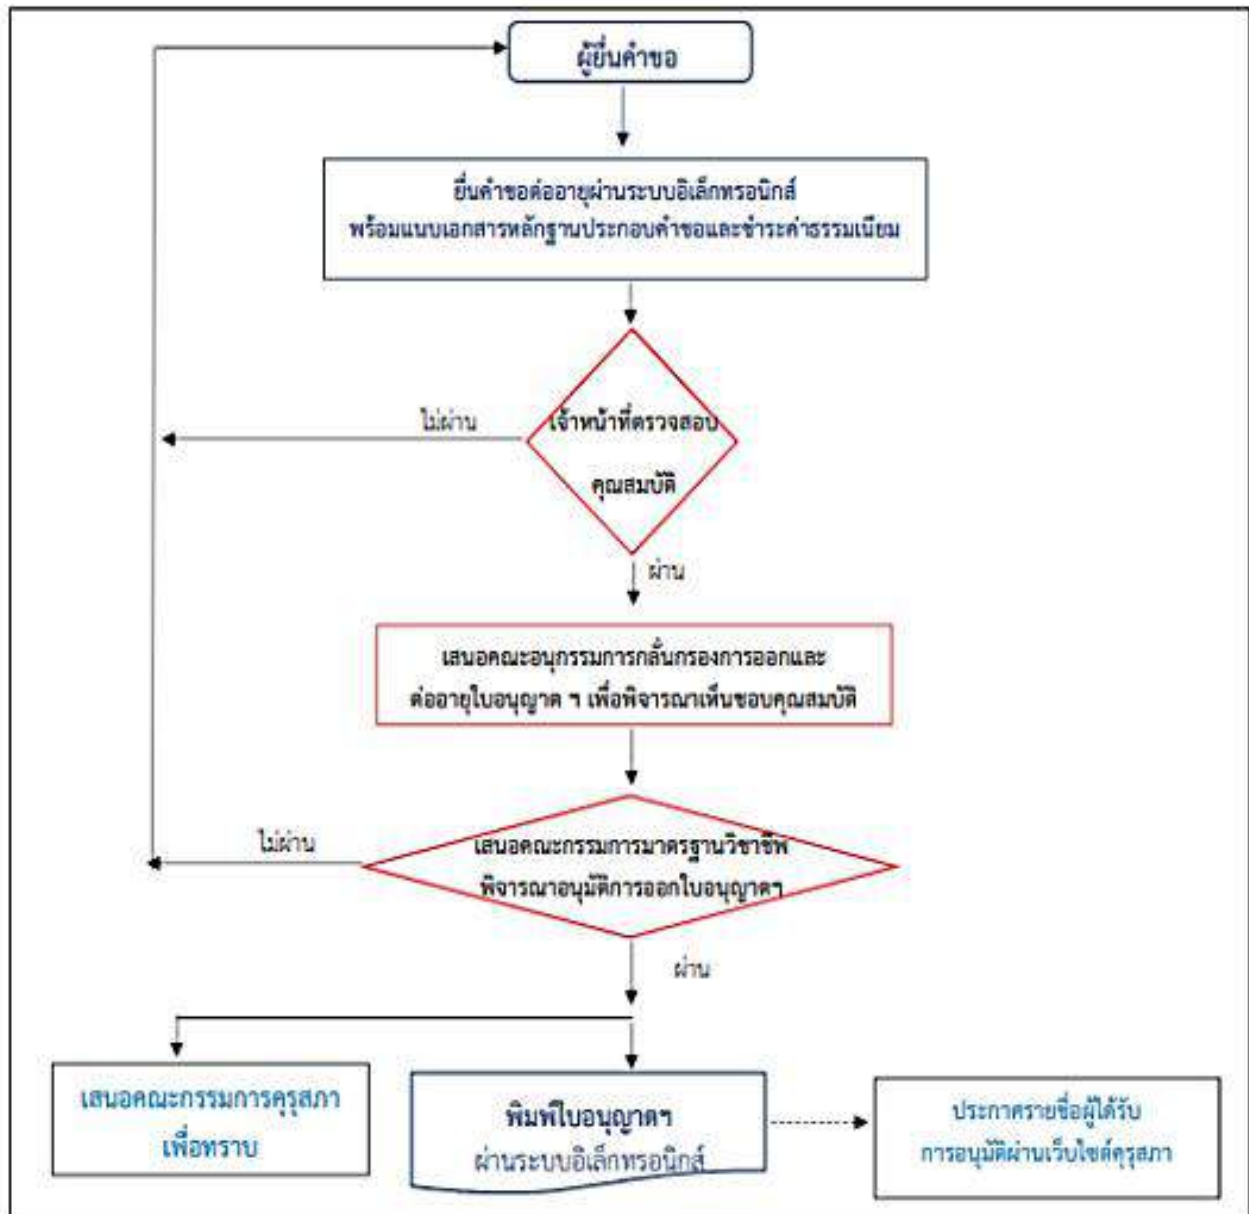 ผู้ยื่นคำขอ
ยื่นคำขอต่ออายุผ่านระบบอิเล็กทรอนิกส์
พร้อมแนบเอกสารหลักฐานประกอบคำขอและชำระค่าธรรมเนียม
ไม่ผ่าน
เจ้าหน้าที่ตรวจสอบ
คุณสมบัติ
ผ่าน
เสนอคณะอนุกรรมการกลั่นกรองการออกและ
ต่ออายุใบอนุญาต ฯ เพื่อพิจารณาเห็นชอบคุณสมบัติ
ไม่ผ่าน
เสนอคณะกรรมการมาตรฐานวิชาชีพ
พิจารณาอนุมัติการออกใบอนุญาตฯ
ผ่าน
เสนอคณะกรรมการคุรุสภา
เพื่อทราบ
พิมพ์ใบอนุญาตฯ
ผ่านระบบอิเล็กทรอนิกส์
ประกาศรายชื่อผู้ได้รับ
การอนุมัติผ่านเว็บไซต์คุรุสภา